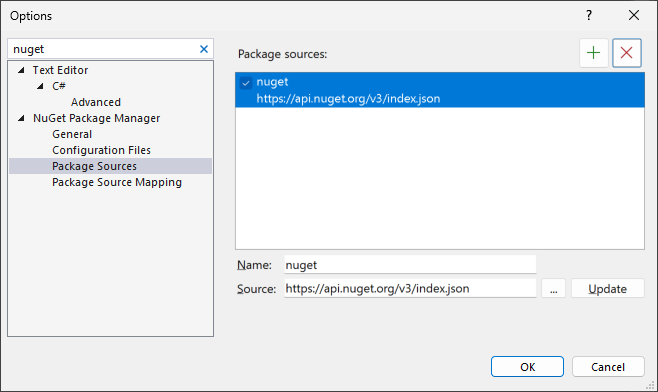 Options
?
nuget
Text Editor
C#
Advanced
NuGet Package Manager
General
Configuration Files
Package Sources
Package Source Mapping
Package sources:
nuget
https://api.nuget.org/v3/index.json
Name: nuget
Source: https://api.nuget.org/v3/index.json ... Update
OK Cancel